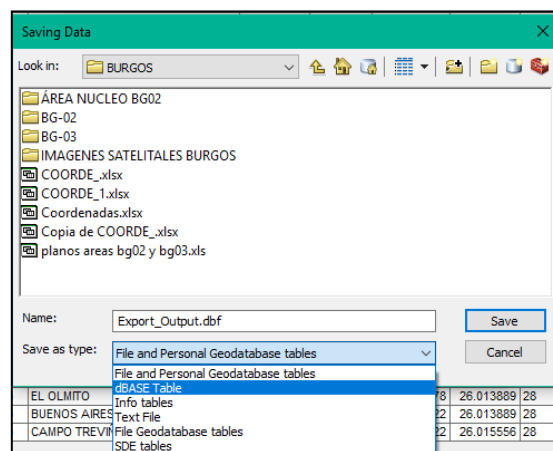 Saving Data
Look in: BURGOS
ÁREA NUCLEO BG02
BG-02
BG-03
IMAGENES SATELITALES BURGOS
COORDE_.xlsx
COORDE_1.xlsx
Coordenadas.xlsx
Copia de COORDE_.xlsx
planos areas bg02 y bg03.xls
Name: Export_Output.dbf Save
Save as type: File and Personal Geodatabase tables Cancel
File and Personal Geodatabase tables
dBASE Table
Info tables
Text File
File Geodatabase tables
SDE tables
EL OLMITO 78 26.013889 28
BUENOS AIRES 22 26.013889 28
CAMPO TREVIÑ 22 26.015556 28